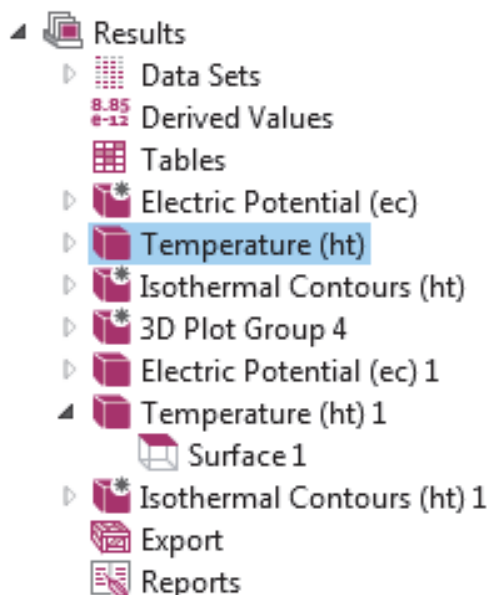 Results
Data Sets
8.85
e-12 Derived Values
Tables
Electric Potential (ec)
Temperature (ht)
Isothermal Contours (ht)
3D Plot Group 4
Electric Potential (ec) 1
Temperature (ht) 1
Surface 1
Isothermal Contours (ht) 1
Export
Reports